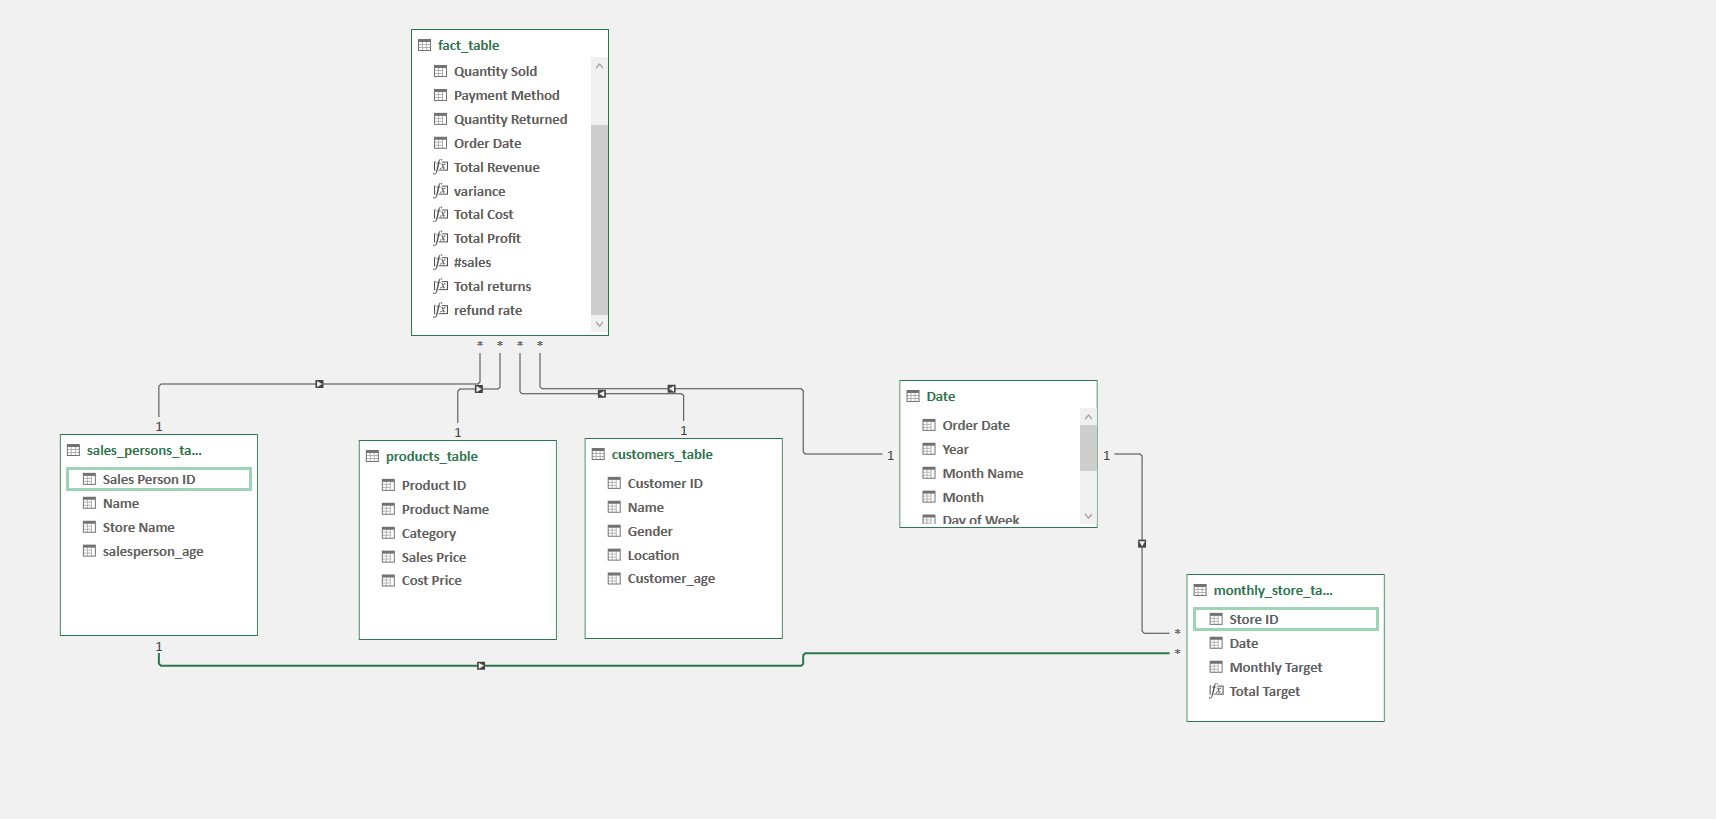 fact_table
Quantity Sold
Payment Method
Quantity Returned
Order Date
Total Revenue
variance
Total Cost
Total Profit
#sales
Total returns
refund rate
* * * *
1
1
1
1
1
sales_persons_ta...
Sales Person ID
Name
Store Name
salesperson_age
products_table
Product ID
Product Name
Category
Sales Price
Cost Price
customers_table
Customer ID
Name
Gender
Location
Customer_age
Date
Order Date
Year
Month Name
Month
Day of Week
monthly_store_ta...
Store ID
Date
Monthly Target
Total Target
*
*
1